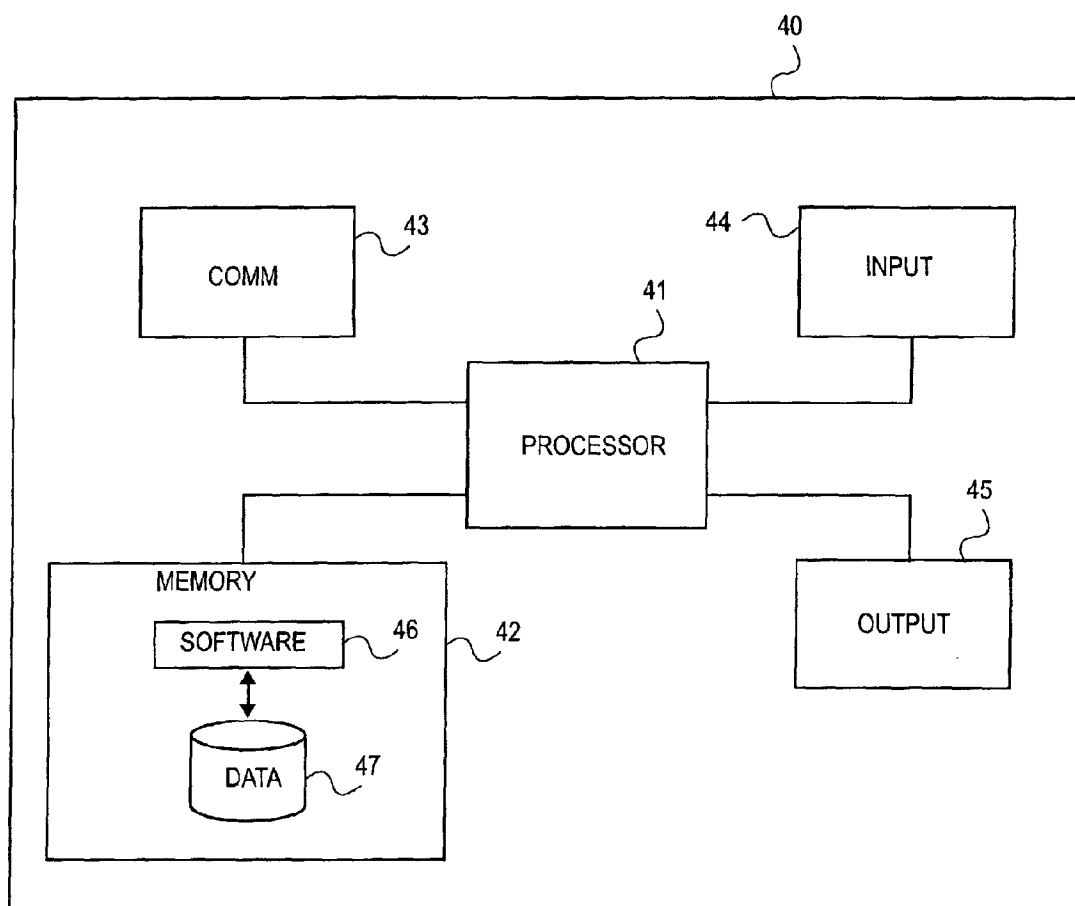 40
43
COMM
44
INPUT
41
PROCESSOR
45
OUTPUT
MEMORY
SOFTWARE
46
42
DATA
47